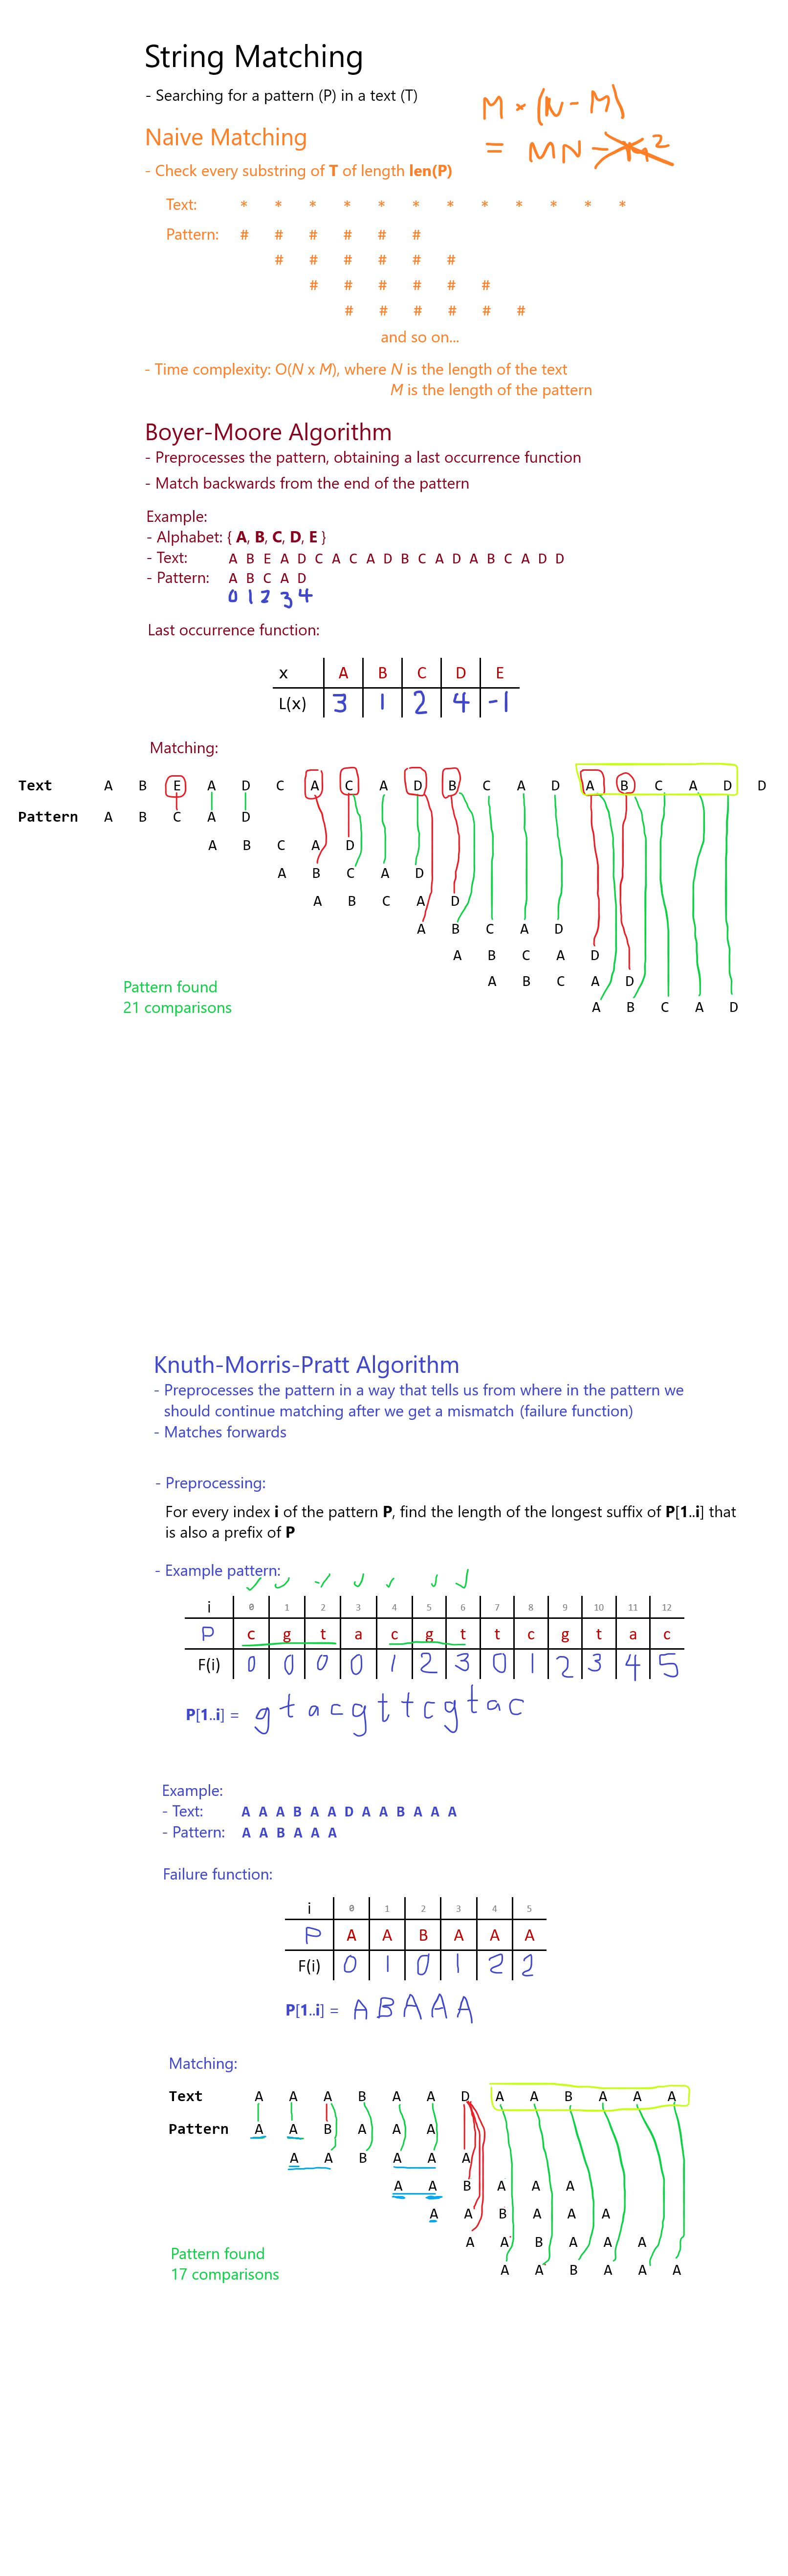 String Matching
- Searching for a pattern (P) in a text (T)
M × (N - M)
= MN - M²
Naive Matching
- Check every substring of T of length len(P)
Text: * * * * * * * * * * * *
Pattern: # # # # # #
# # # # # #
# # # # # #
# # # # # #
and so on...
- Time complexity: O(N x M), where N is the length of the text
M is the length of the pattern
Boyer-Moore Algorithm
- Preprocesses the pattern, obtaining a last occurrence function
- Match backwards from the end of the pattern
Example:
- Alphabet: { A, B, C, D, E }
- Text: A B E A D C A C A D B C A D A B C A D D
- Pattern: A B C A D
0 1 2 3 4
Last occurrence function:
x A B C D E
L(x) 3 1 2 4 -1
Matching:
Text A B E A D C A C A D B C A D A B C A D D
Pattern A B C A D
A B C A D
A B C A D
A B C A D
A B C A D
A B C A D
A B C A D
A B C A D
Pattern found
21 comparisons
Knuth-Morris-Pratt Algorithm
- Preprocesses the pattern in a way that tells us from where in the pattern we
should continue matching after we get a mismatch (failure function)
- Matches forwards
- Preprocessing:
For every index i of the pattern P, find the length of the longest suffix of P[1..i] that
is also a prefix of P
- Example pattern:
i 0 1 2 3 4 5 6 7 8 9 10 11 12
P c g t a c g t t c g t a c
F(i) 0 0 0 0 1 2 3 0 1 2 3 4 5
P[1..i] = g t a c g t t c g t a c
Example:
- Text: A A A B A A D A A B A A A
- Pattern: A A B A A A
Failure function:
i 0 1 2 3 4 5
P A A B A A A
F(i) 0 1 0 1 2 2
P[1..i] = A B A A A
Matching:
Text A A A B A A D A A B A A A
Pattern A A B A A A
A A B A A A
A A B A A A
A A B A A A
A A B A A A
A A B A A A
Pattern found
17 comparisons